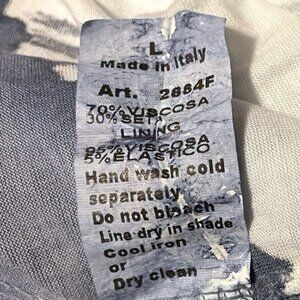 L
Made in Italy
Art. 2684F
70% VISCOSA
30% SETA
LINING
95% VISCOSA
5% ELASTICO
Hand wash cold
separately
Do not bleach
Line dry in shade
Cool iron
or
Dry clean